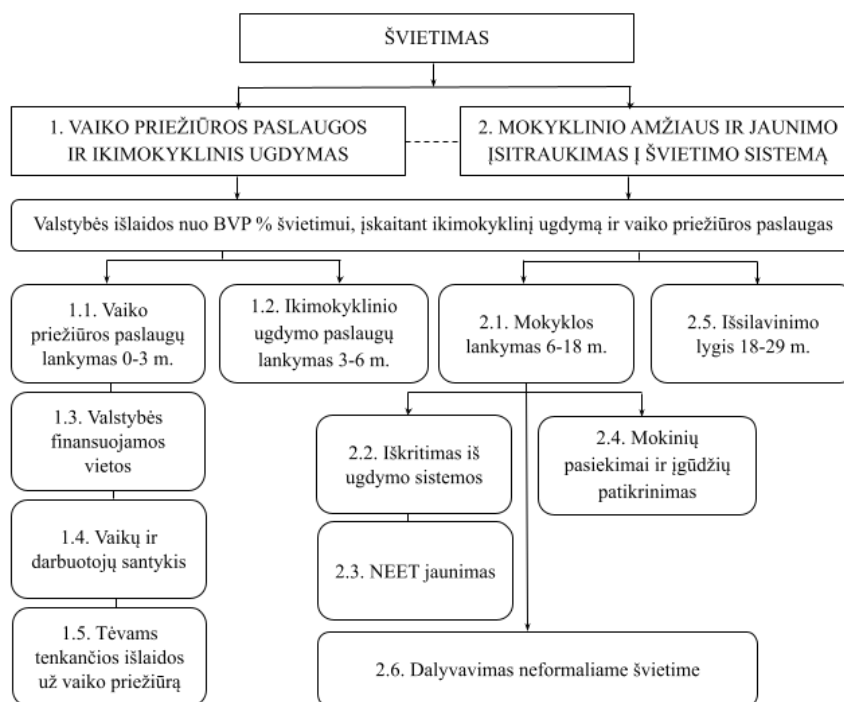 ŠVIETIMAS
1. VAIKO PRIEŽIŪROS PASLAUGOS
IR IKIMOKYKLINIS UGDYMAS
2. MOKYKLINIO AMŽIAUS IR JAUNIMO
ĮSITRAUKIMAS Į ŠVIETIMO SISTEMĄ
Valstybės išlaidos nuo BVP % švietimui, įskaitant ikimokyklinį ugdymą ir vaiko priežiūros paslaugas
1.1. Vaiko
priežiūros paslaugų
lankymas 0-3 m.
1.2. Ikimokyklinio
ugdymo paslaugų
lankymas 3-6 m.
2.1. Mokyklos
lankymas 6-18 m.
2.5. Išsilavinimo
lygis 18-29 m.
1.3. Valstybės
finansuojamos
vietos
2.2. Iškritimas iš
ugdymo sistemos
2.4. Mokinių
pasiekimai ir įgūdžių
patikrinimas
1.4. Vaikų ir
darbuotojų santykis
2.3. NEET jaunimas
1.5. Tėvams
tenkančios išlaidos
už vaiko priežiūrą
2.6. Dalyvavimas neformaliame švietime